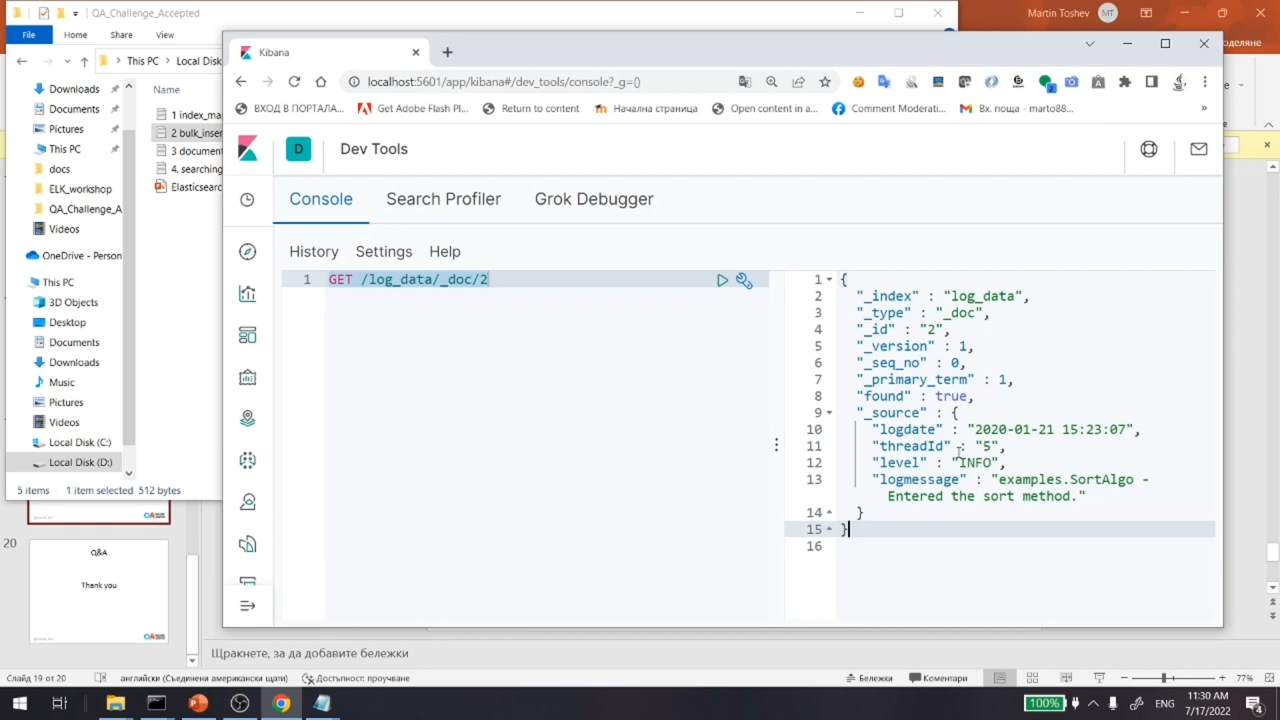 QA_Challenge_Accepted
Martin Toshev
MT
File
Home
Share
View
This PC
Local Disk
Downloads
Documents
Pictures
This PC
docs
ELK_workshop
QA_Challenge_A
Videos
OneDrive - Person
This PC
3D Objects
Desktop
Documents
Downloads
Music
Pictures
Videos
Local Disk (C:)
Local Disk (D:)
Name
1 index_ma
2 bulk_inser
3 document
4. searching
Elasticsearc
5 items
1 item selected 512 bytes
Kibana
localhost:5601/app/kibana#/dev_tools/console?_g=()
ВХОД В ПОРТАЛА...
Get Adobe Flash Pl...
Return to content
Начална страница
Open content in a...
Comment Moderati...
Вх. поща - marto88...
»
D
Dev Tools
Console
Search Profiler
Grok Debugger
History
Settings
Help
1 GET /log_data/_doc/2
1 {
2 "_index" : "log_data",
3 "_type" : "_doc",
4 "_id" : "2",
5 "_version" : 1,
6 "_seq_no" : 0,
7 "_primary_term" : 1,
8 "found" : true,
9 "_source" : {
10 "logdate" : "2020-01-21 15:23:07",
11 "threadId" : "5",
12 "level" : "INFO",
13 "logmessage" : "examples.SortAlgo -
Entered the sort method."
14 }
15 }
16
оделяне
20
Q&A
Thank you
QA
QA
Щракнете, за да добавите бележки
Слайд 19 от 20
английски (Съединени американски щати)
Достъпност: проучване
Бележки
Коментари
77%
100%
ENG
11:30 AM
7/17/2022
4